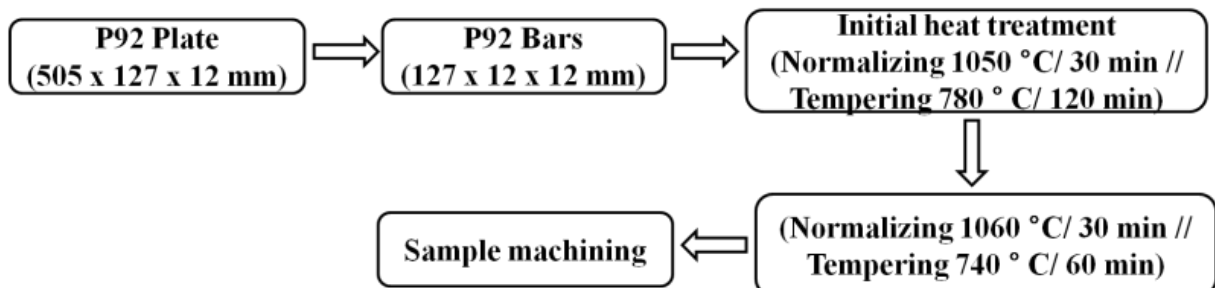 P92 Plate
(505 x 127 x 12 mm)
P92 Bars
(127 x 12 x 12 mm)
Initial heat treatment
(Normalizing 1050 °C/ 30 min //
Tempering 780 ° C/ 120 min)
(Normalizing 1060 °C/ 30 min //
Tempering 740 ° C/ 60 min)
Sample machining